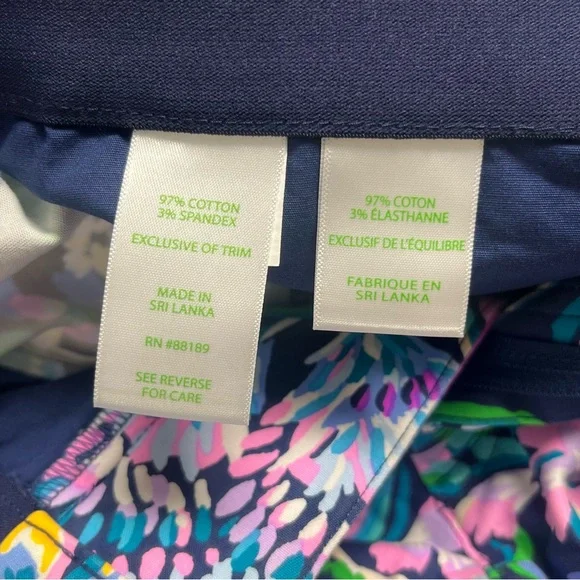 97% COTTON
3% SPANDEX
EXCLUSIVE OF TRIM
MADE IN
SRI LANKA
RN #88189
SEE REVERSE
FOR CARE
97% COTON
3% ÉLASTHANNE
EXCLUSIF DE L'ÉQUILIBRE
FABRIQUE EN
SRI LANKA